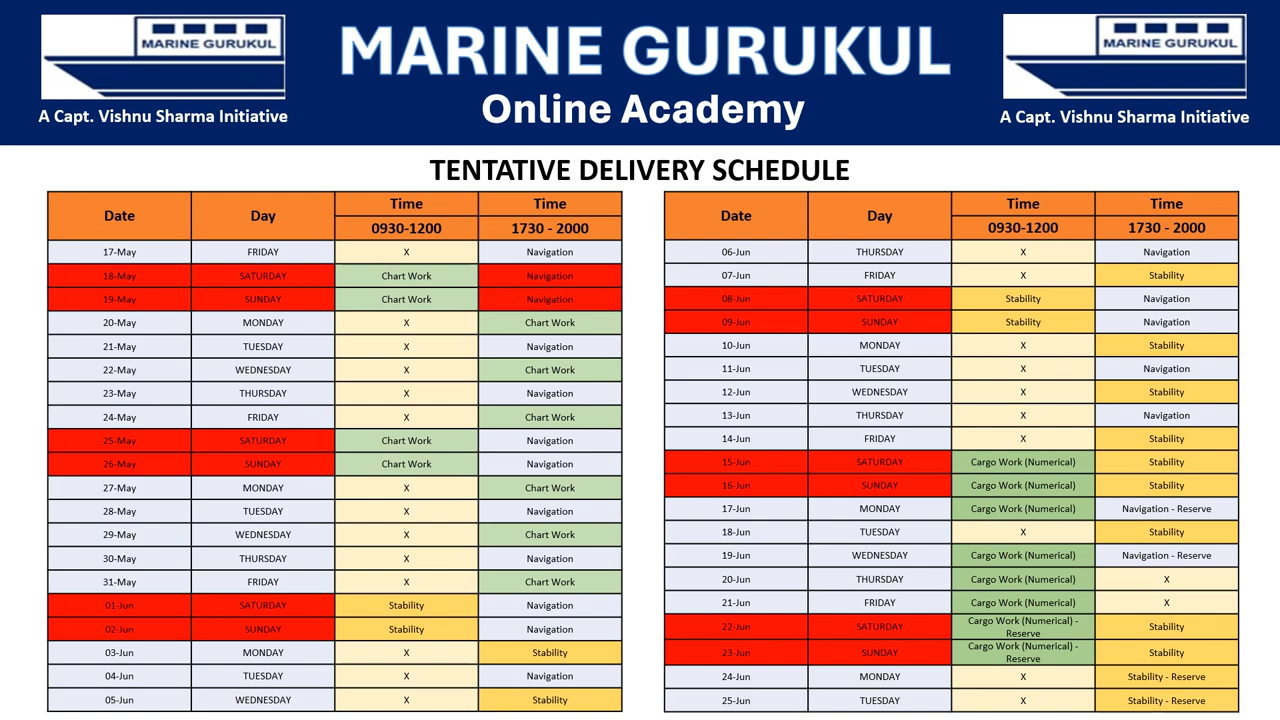 MARINE GURUKUL
A Capt. Vishnu Sharma Initiative
MARINE GURUKUL
Online Academy
MARINE GURUKUL
A Capt. Vishnu Sharma Initiative
TENTATIVE DELIVERY SCHEDULE
Date Day Time Time
0930-1200 1730 - 2000
17-May FRIDAY X Navigation
18-May SATURDAY Chart Work Navigation
19-May SUNDAY Chart Work Navigation
20-May MONDAY X Chart Work
21-May TUESDAY X Navigation
22-May WEDNESDAY X Chart Work
23-May THURSDAY X Navigation
24-May FRIDAY X Chart Work
25-May SATURDAY Chart Work Navigation
26-May SUNDAY Chart Work Navigation
27-May MONDAY X Chart Work
28-May TUESDAY X Navigation
29-May WEDNESDAY X Chart Work
30-May THURSDAY X Navigation
31-May FRIDAY X Chart Work
01-Jun SATURDAY Stability Navigation
02-Jun SUNDAY Stability Navigation
03-Jun MONDAY X Stability
04-Jun TUESDAY X Navigation
05-Jun WEDNESDAY X Stability
Date Day Time Time
0930-1200 1730 - 2000
06-Jun THURSDAY X Navigation
07-Jun FRIDAY X Stability
08-Jun SATURDAY Stability Navigation
09-Jun SUNDAY Stability Navigation
10-Jun MONDAY X Stability
11-Jun TUESDAY X Navigation
12-Jun WEDNESDAY X Stability
13-Jun THURSDAY X Navigation
14-Jun FRIDAY X Stability
15-Jun SATURDAY Cargo Work (Numerical) Stability
16-Jun SUNDAY Cargo Work (Numerical) Stability
17-Jun MONDAY Cargo Work (Numerical) Navigation - Reserve
18-Jun TUESDAY X Stability
19-Jun WEDNESDAY Cargo Work (Numerical) Navigation - Reserve
20-Jun THURSDAY Cargo Work (Numerical) X
21-Jun FRIDAY Cargo Work (Numerical) X
22-Jun SATURDAY Cargo Work (Numerical) - Reserve Stability
23-Jun SUNDAY Cargo Work (Numerical) - Reserve Stability
24-Jun MONDAY X Stability - Reserve
25-Jun TUESDAY X Stability - Reserve